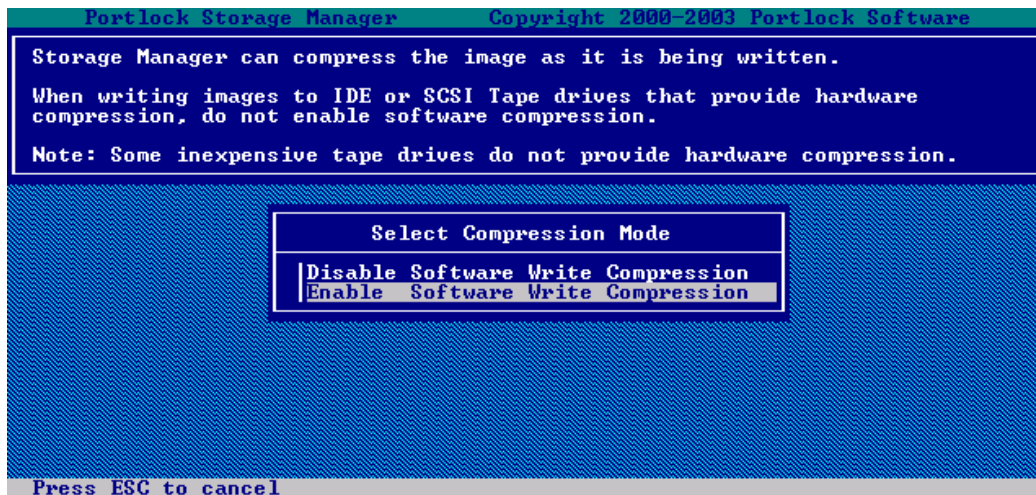 Portlock Storage Manager Copyright 2000-2003 Portlock Software
Storage Manager can compress the image as it is being written.
When writing images to IDE or SCSI Tape drives that provide hardware
compression, do not enable software compression.
Note: Some inexpensive tape drives do not provide hardware compression.
Select Compression Mode
Disable Software Write Compression
Enable Software Write Compression
Press ESC to cancel